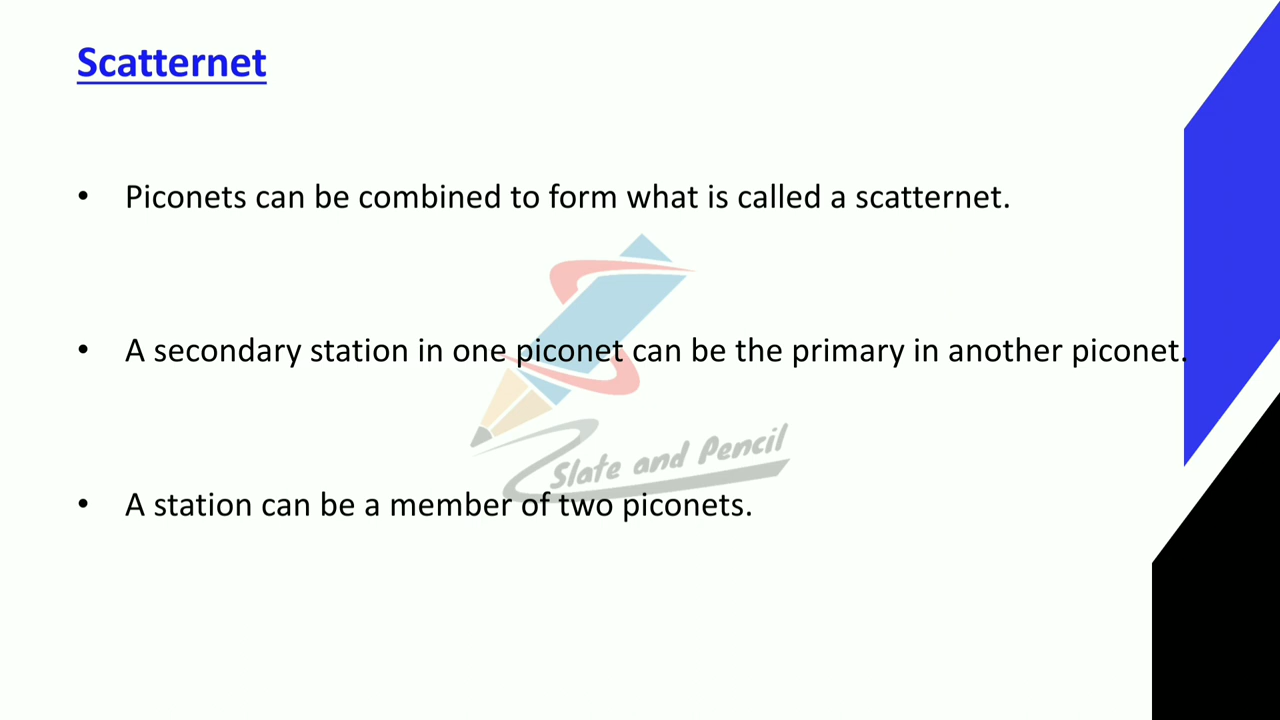 Scatternet
• Piconets can be combined to form what is called a scatternet.
• A secondary station in one piconet can be the primary in another piconet.
Slate and Pencil
• A station can be a member of two piconets.